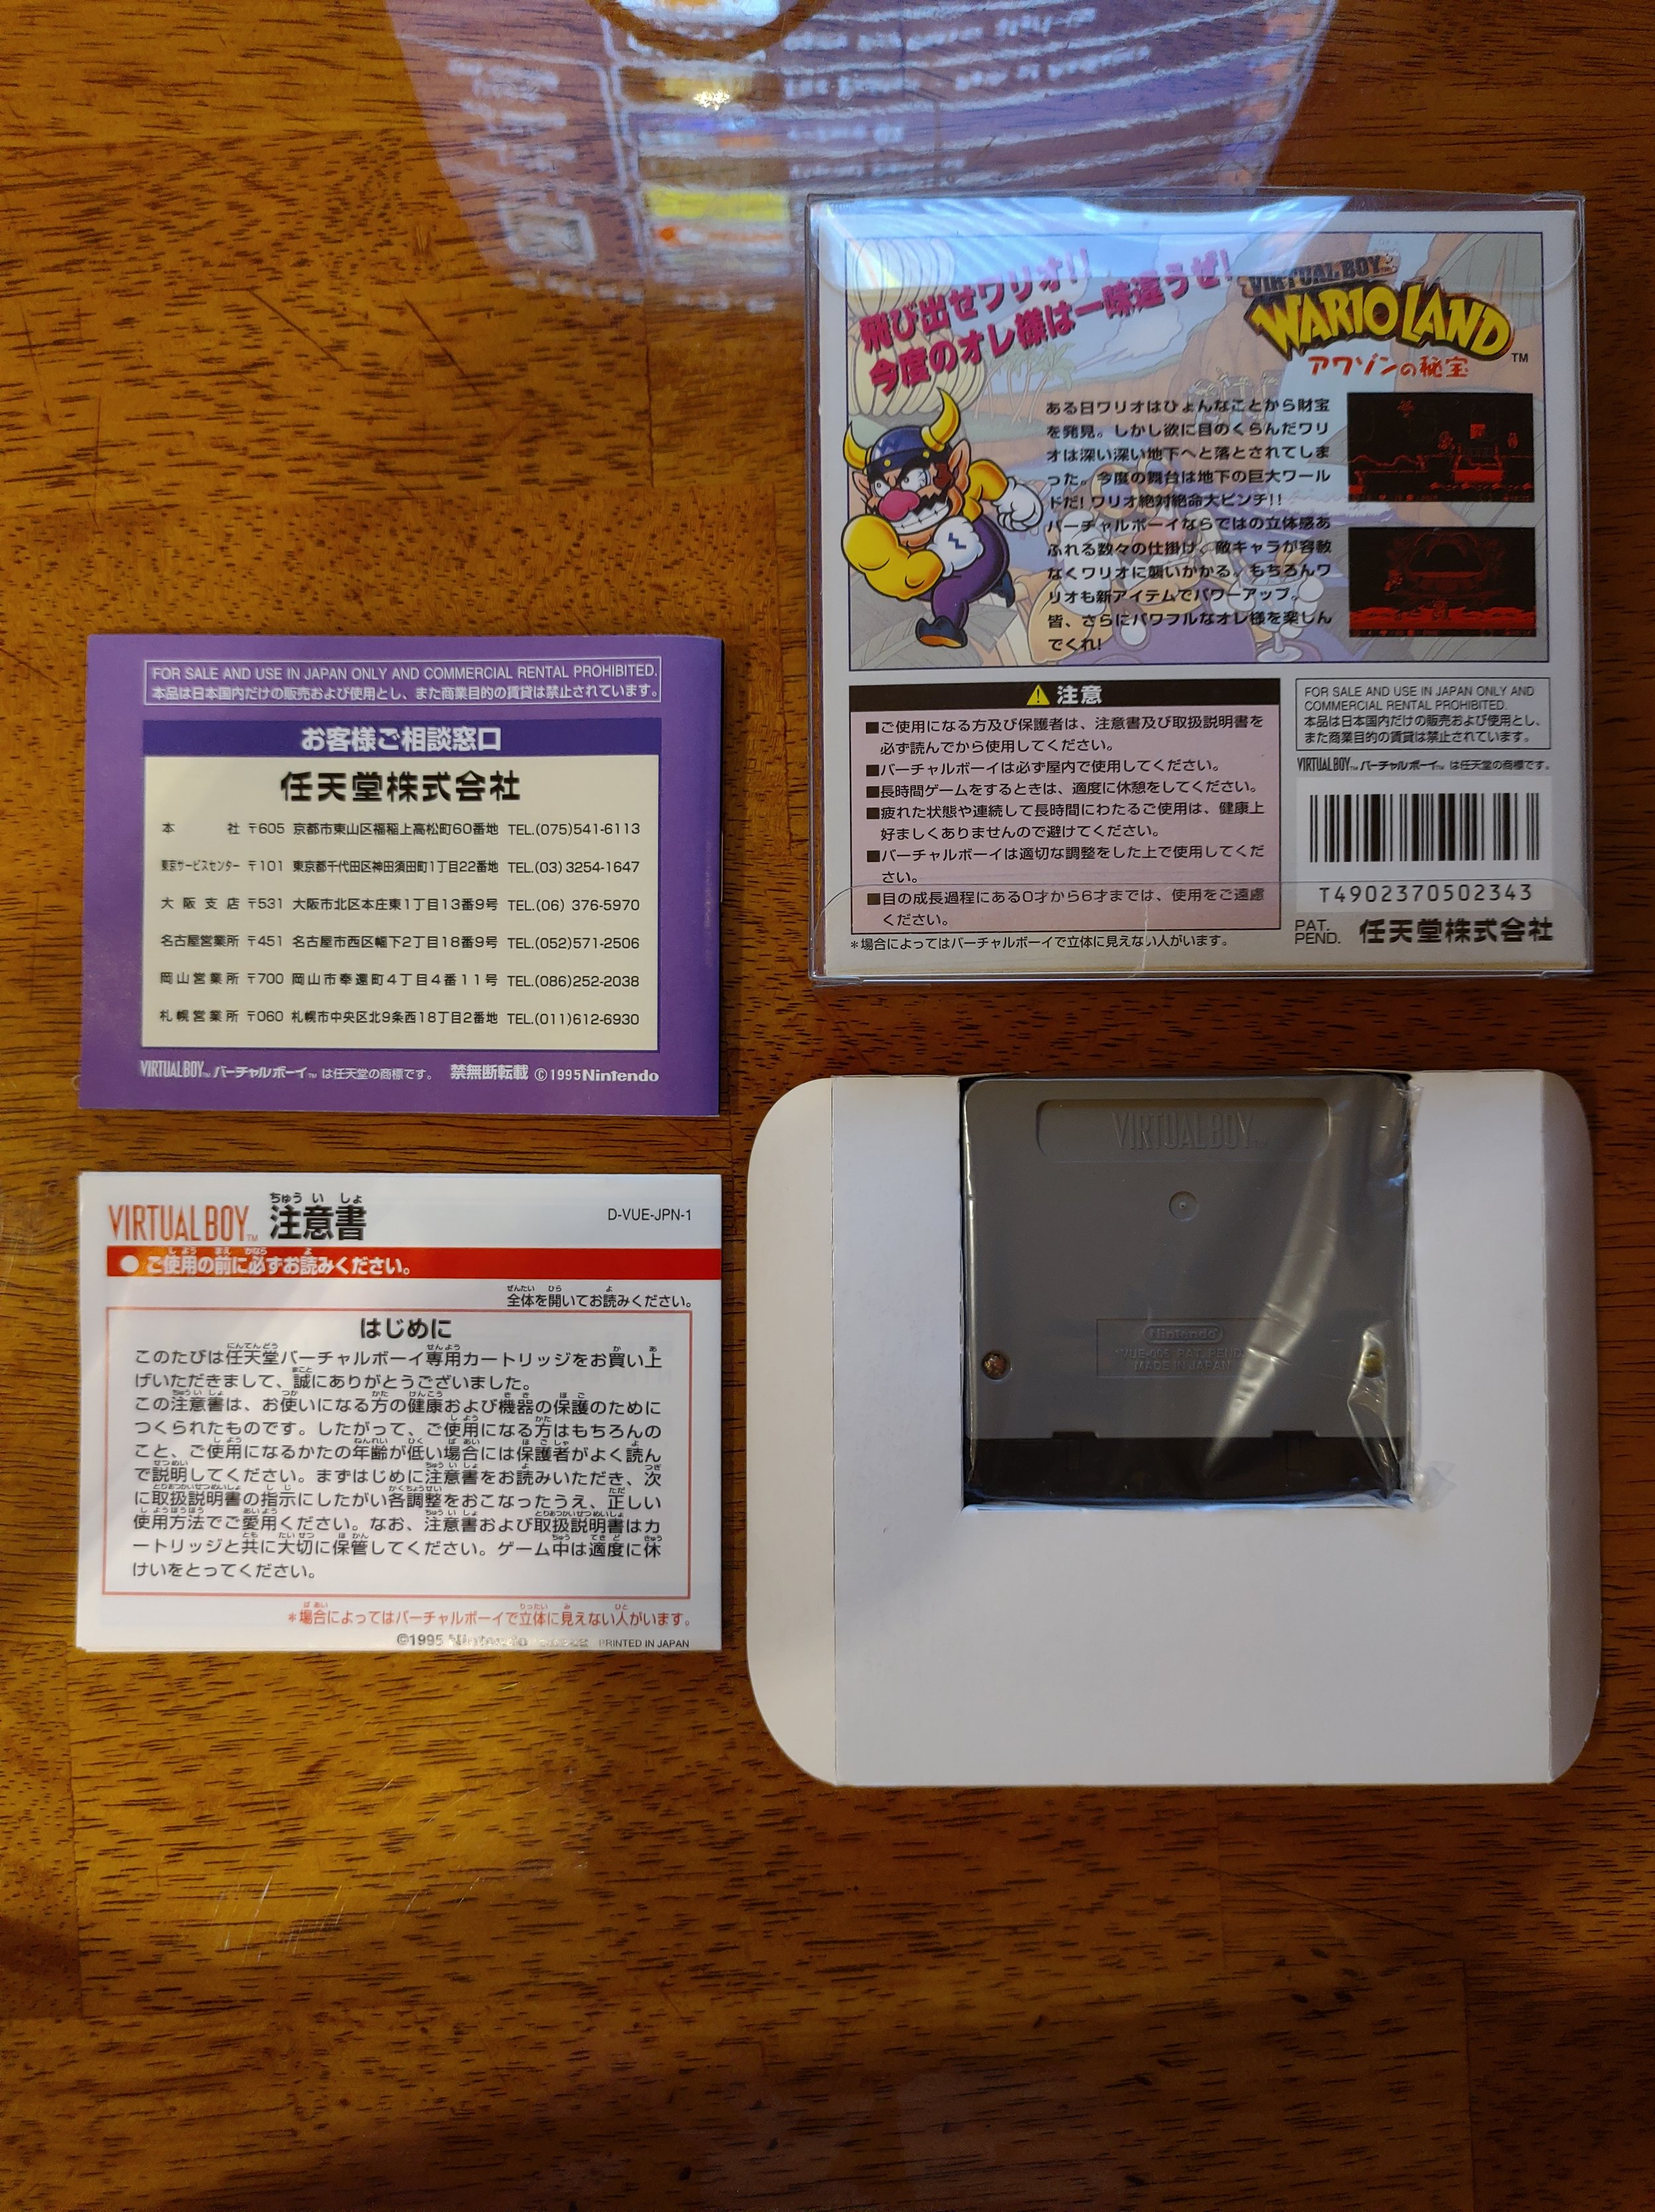 飛び出せワリオ!!
今度のオレ様は一味違うぜ!
VIRTUAL BOY
WARIO LAND™
アワゾンの秘宝
ある日ワリオはひょんなことから財宝
を発見。しかし欲に目のくらんだワリ
オは深い深い地下へと落とされてしま
った。今度の舞台は地下の巨大ワール
ドだ!ワリオ絶対絶命大ピンチ!!
バーチャルボーイならではの立体感あ
ふれる数々の仕掛け、敵キャラが容赦
なくワリオに襲いかかる。もちろんワ
リオも新アイテムでパワーアップ。
皆、さらにパワフルなオレ様を楽しん
でくれ!
注意
■ご使用になる方及び保護者は、注意書及び取扱説明書を
必ず読んでから使用してください。
■バーチャルボーイは必ず屋内で使用してください。
■長時間ゲームをするときは、適度に休憩をしてください。
■疲れた状態や連続して長時間にわたるご使用は、健康上
好ましくありませんので避けてください。
■バーチャルボーイは適切な調整をした上で使用してくだ
さい。
■目の成長過程にある0才から6才までは、使用をご遠慮
ください。
*場合によってはバーチャルボーイで立体に見えない人がいます。
FOR SALE AND USE IN JAPAN ONLY AND
COMMERCIAL RENTAL PROHIBITED.
本品は日本国内だけの販売および使用とし、
また商業目的の賃貸は禁止されています。
VIRTUAL BOY™ バーチャルボーイ™ は任天堂の商標です。
T4902370502343
PAT. PEND. 任天堂株式会社
FOR SALE AND USE IN JAPAN ONLY AND COMMERCIAL RENTAL PROHIBITED.
本品は日本国内だけの販売および使用とし、また商業目的の賃貸は禁止されています。
お客様ご相談窓口
任天堂株式会社
本社 〒605 京都市東山区福稲上高松町60番地 TEL.(075)541-6113
東京サービスセンター 〒101 東京都千代田区神田須田町1丁目22番地 TEL.(03)3254-1647
大阪支店 〒531 大阪市北区本庄東1丁目13番9号 TEL.(06)376-5970
名古屋営業所 〒451 名古屋市西区幅下2丁目18番9号 TEL.(052)571-2506
岡山営業所 〒700 岡山市奉還町4丁目4番11号 TEL.(086)252-2038
札幌営業所 〒060 札幌市中央区北9条西18丁目2番地 TEL.(011)612-6930
VIRTUAL BOY™ バーチャルボーイ™ は任天堂の商標です。 禁無断転載 ©1995Nintendo
VIRTUAL BOY™ 注意書 D-VUE-JPN-1
●ご使用の前に必ずお読みください。
全体を開いてお読みください。
はじめに
このたびは任天堂バーチャルボーイ専用カートリッジをお買い上
げいただきまして、誠にありがとうございました。
この注意書は、お使いになる方の健康および機器の保護のために
つくられたものです。したがって、ご使用になる方はもちろんの
こと、ご使用になるかたの年齢が低い場合には保護者がよく読ん
で説明してください。まずはじめに注意書をお読みいただき、次
に取扱説明書の指示にしたがい各調整をおこなったうえ、正しい
使用方法でご愛用ください。なお、注意書および取扱説明書はカ
ートリッジと共に大切に保管してください。ゲーム中は適度に休
けいをとってください。
*場合によってはバーチャルボーイで立体に見えない人がいます。
©1995 Nintendo PRINTED IN JAPAN
VIRTUAL BOY™
Nintendo
VUE-006 PAT. PEND.
MADE IN JAPAN